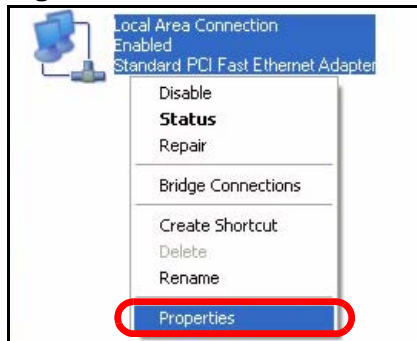 Local Area Connection
Enabled
Standard PCI Fast Ethernet Adapter
Disable
Status
Repair
Bridge Connections
Create Shortcut
Delete
Rename
Properties